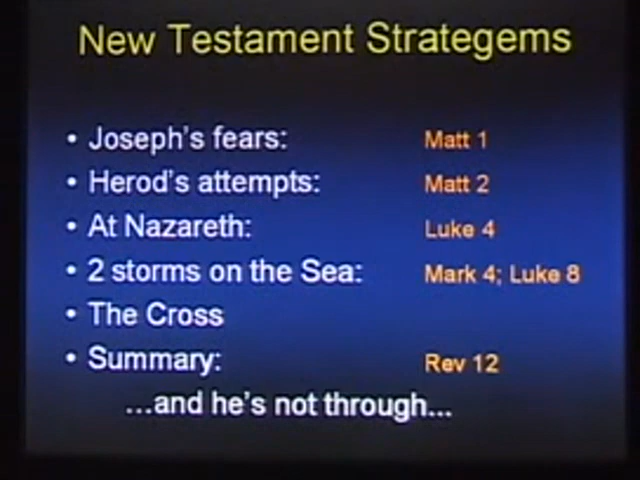 New Testament Strategems
• Joseph's fears: Matt 1
• Herod's attempts: Matt 2
• At Nazareth: Luke 4
• 2 storms on the Sea: Mark 4; Luke 8
• The Cross
• Summary: Rev 12
...and he's not through...